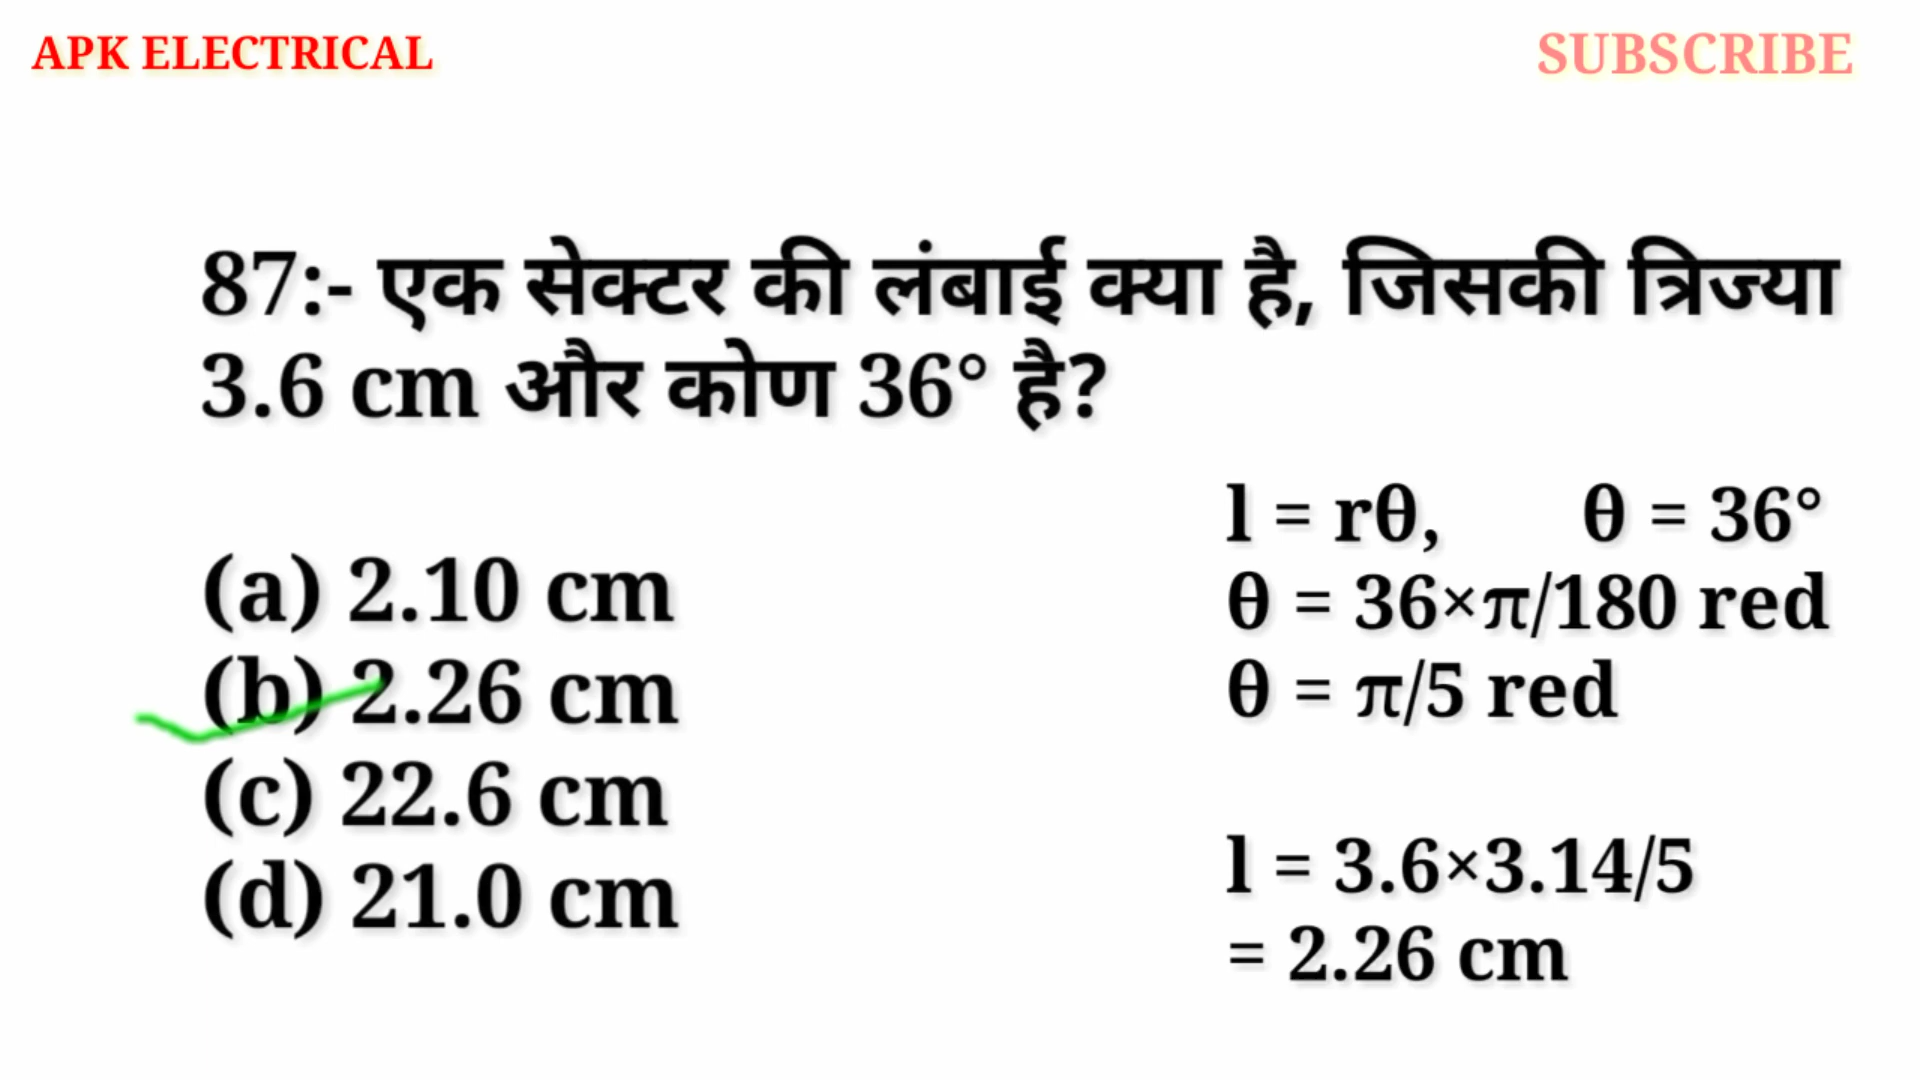 APK ELECTRICAL
SUBSCRIBE
87:- एक सेक्टर की लंबाई क्या है, जिसकी त्रिज्या
3.6 cm और कोण 36° है?
(a) 2.10 cm
(b) 2.26 cm
(c) 22.6 cm
(d) 21.0 cm
l = rθ, θ = 36°
θ = 36×π/180 red
θ = π/5 red
l = 3.6×3.14/5
= 2.26 cm